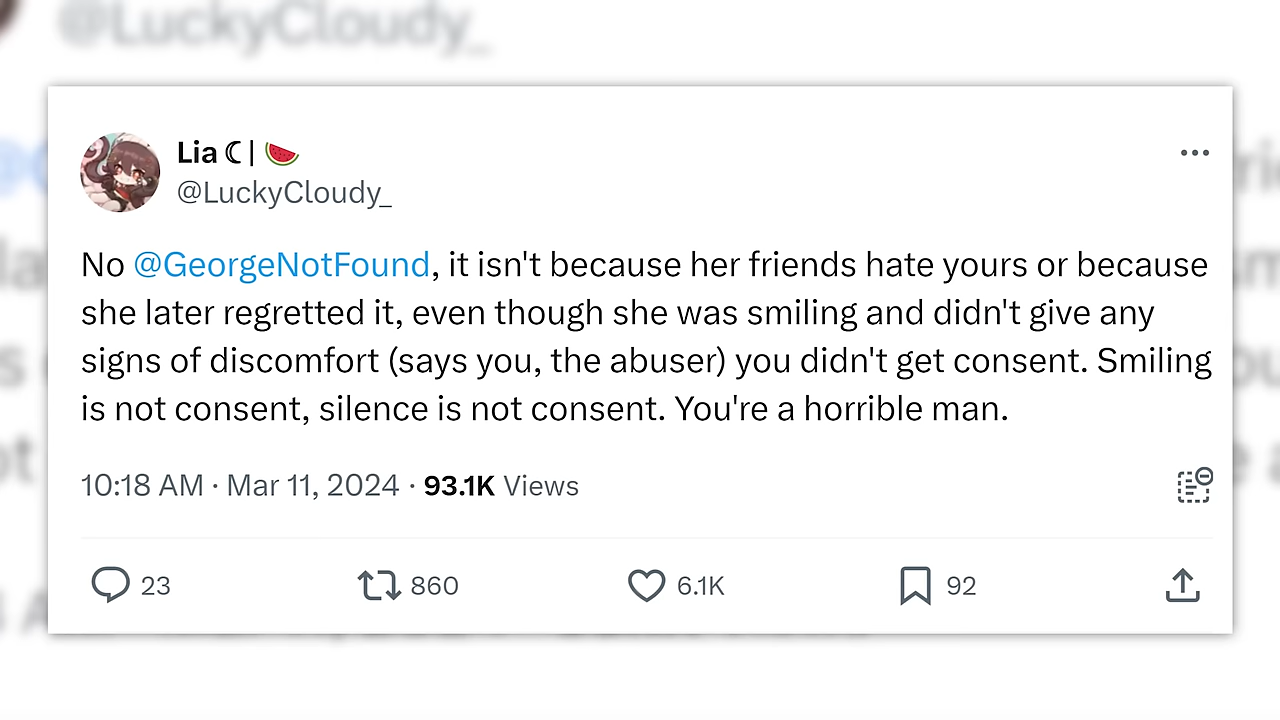 @LuckyCloudy_
Lia ☾| 🍉
@LuckyCloudy_
No @GeorgeNotFound, it isn't because her friends hate yours or because
she later regretted it, even though she was smiling and didn't give any
signs of discomfort (says you, the abuser) you didn't get consent. Smiling
is not consent, silence is not consent. You're a horrible man.
10:18 AM · Mar 11, 2024 · 93.1K Views
23 860 6.1K 92